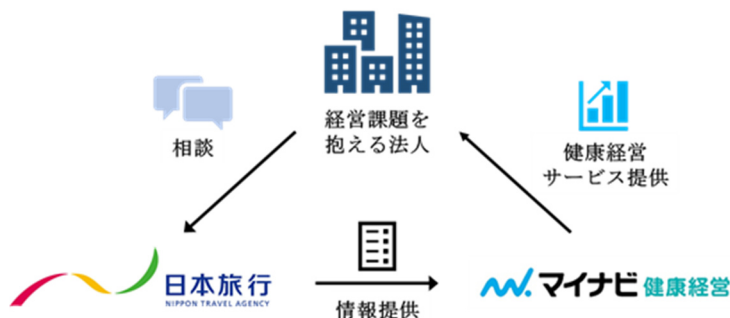 経営課題を
抱える法人
相談
健康経営
サービス提供
日本旅行
NIPPON TRAVEL AGENCY
情報提供
マイナビ 健康経営